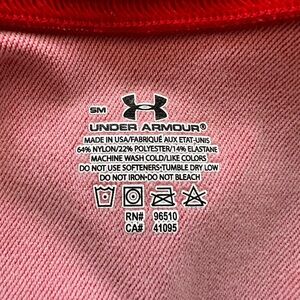 SM
UNDER ARMOUR®
MADE IN USA/FABRIQUÉ AUX ETAT-UNIS
64% NYLON/22% POLYESTER/14% ELASTANE
MACHINE WASH COLD/LIKE COLORS
DO NOT USE SOFTENERS-TUMBLE DRY LOW
DO NOT IRON-DO NOT BLEACH
RN# 96510
CA# 41095